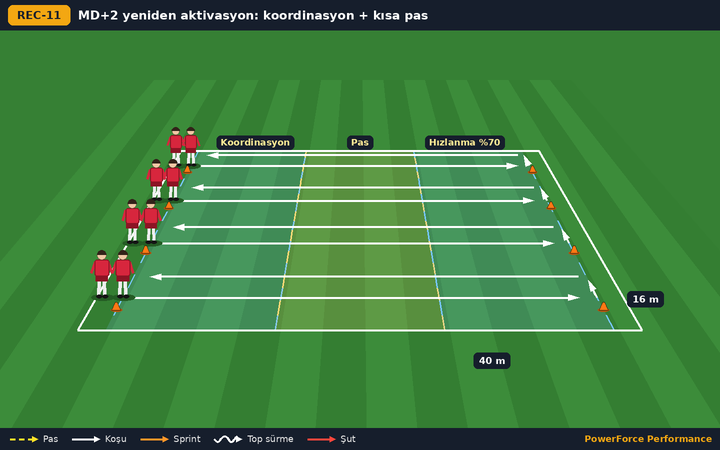 REC-11 MD+2 yeniden aktivasyon: koordinasyon + kısa pas
Koordinasyon Pas Hızlanma %70
16 m
40 m
Pas Koşu Sprint Top sürme Şut PowerForce Performance